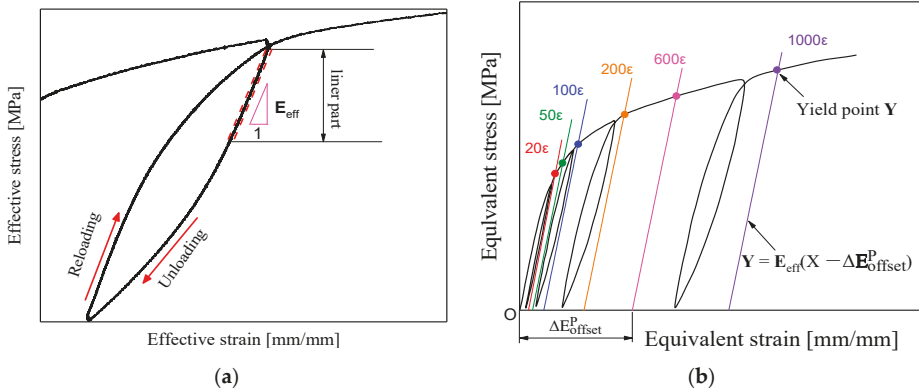 Effective stress [MPa]
Reloading
Unloading
E_eff
1
liner part
Effective strain [mm/mm]
(a)
Equlvalent stress [MPa]
20ε
50ε
100ε
200ε
600ε
1000ε
Yield point Y
Y = E_eff(X − ΔE^P_offset)
O
ΔE^P_offset
Equivalent strain [mm/mm]
(b)